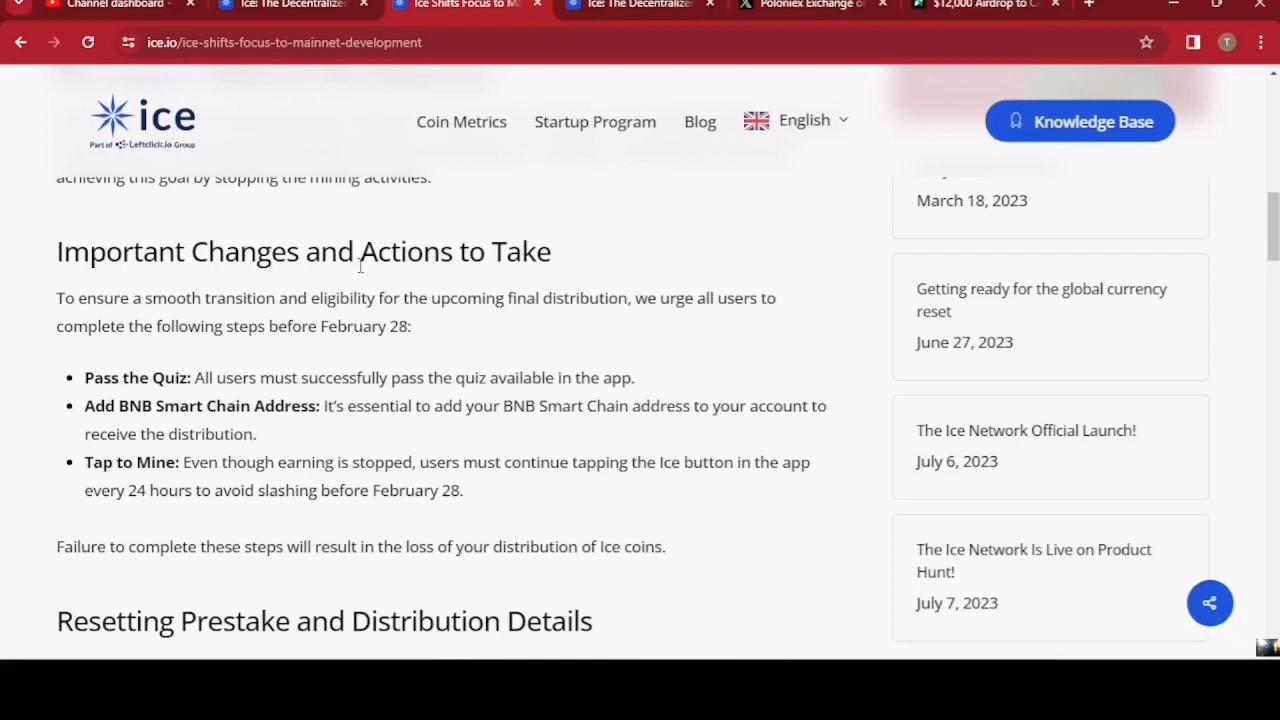 Channel dashboard -
Ice: The Decentralized
Ice Shifts Focus to Ma
Ice: The Decentralized
Poloniex Exchange on
$12,000 Airdrop to C
ice.io/ice-shifts-focus-to-mainnet-development
T
ice
Part of Leftclick.io Group
Coin Metrics
Startup Program
Blog
English
Knowledge Base
achieving this goal by stopping the mining activities.
Important Changes and Actions to Take
To ensure a smooth transition and eligibility for the upcoming final distribution, we urge all users to
complete the following steps before February 28:
• Pass the Quiz: All users must successfully pass the quiz available in the app.
• Add BNB Smart Chain Address: It's essential to add your BNB Smart Chain address to your account to
receive the distribution.
• Tap to Mine: Even though earning is stopped, users must continue tapping the Ice button in the app
every 24 hours to avoid slashing before February 28.
Failure to complete these steps will result in the loss of your distribution of Ice coins.
Resetting Prestake and Distribution Details
March 18, 2023
Getting ready for the global currency
reset
June 27, 2023
The Ice Network Official Launch!
July 6, 2023
The Ice Network Is Live on Product
Hunt!
July 7, 2023